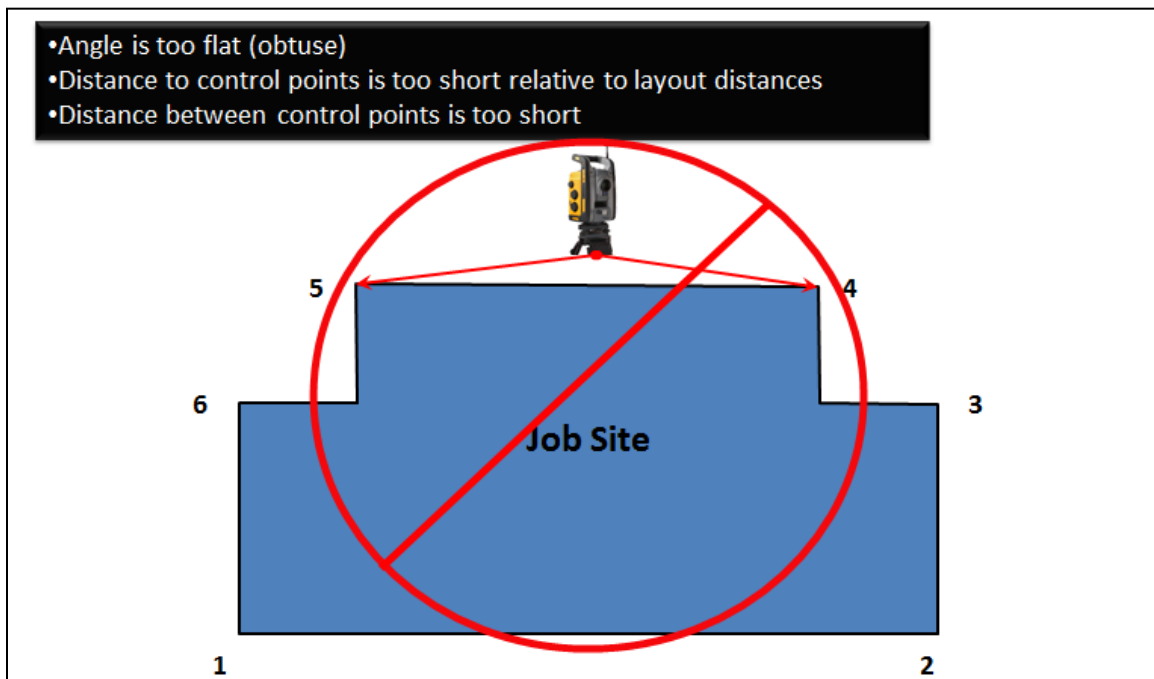 •Angle is too flat (obtuse)
•Distance to control points is too short relative to layout distances
•Distance between control points is too short
5
4
6
3
Job Site
1
2